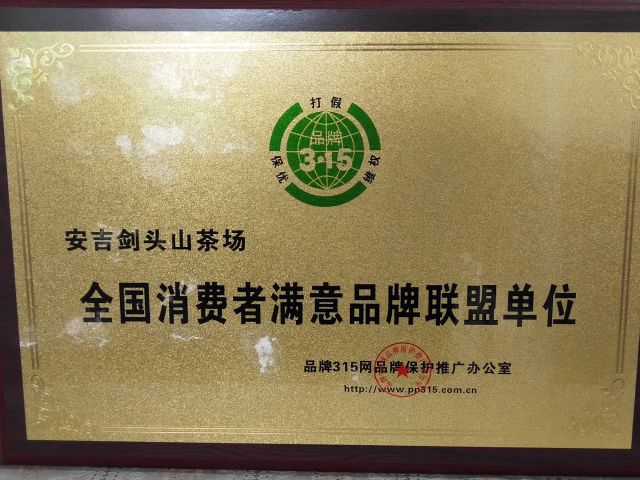 打假
品牌
3·15
保优
维权
安吉剑头山茶场
全国消费者满意品牌联盟单位
品牌315网品牌保护推广办公室
http://www.pp315.com.cn